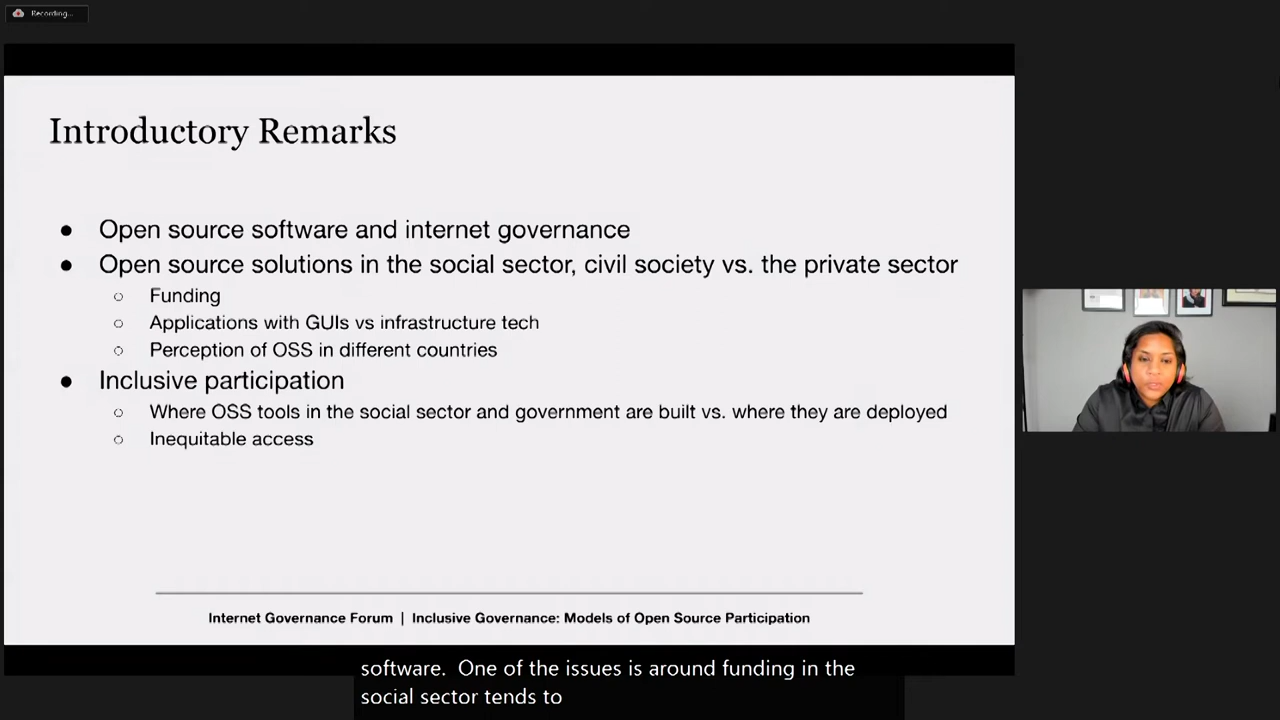 Recording...
Introductory Remarks
● Open source software and internet governance
● Open source solutions in the social sector, civil society vs. the private sector
○ Funding
○ Applications with GUIs vs infrastructure tech
○ Perception of OSS in different countries
● Inclusive participation
○ Where OSS tools in the social sector and government are built vs. where they are deployed
○ Inequitable access
Internet Governance Forum | Inclusive Governance: Models of Open Source Participation
software. One of the issues is around funding in the
social sector tends to